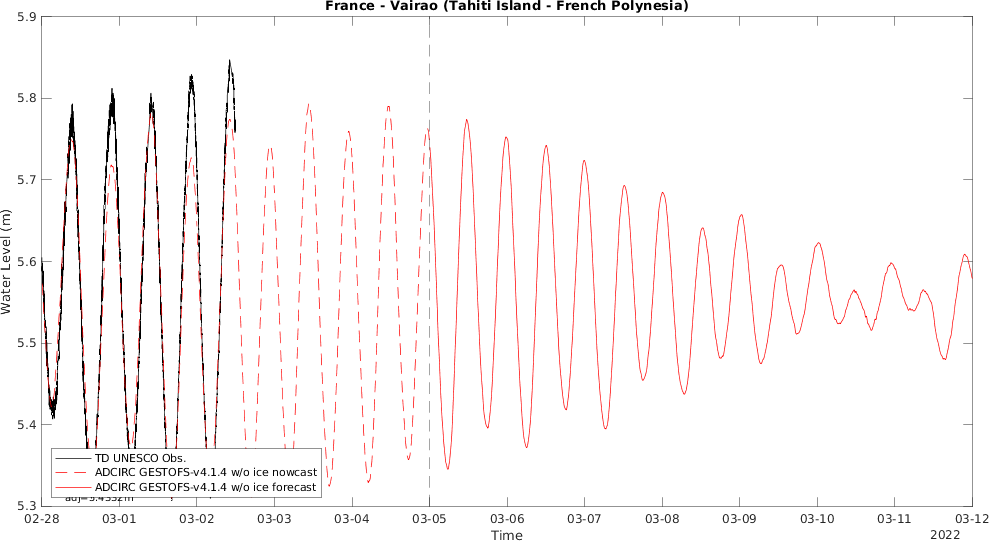 France - Vairao (Tahiti Island - French Polynesia)
5.9
5.8
5.7
5.6
5.5
5.4
5.3
Water Level (m)
TD UNESCO Obs.
ADCIRC GESTOFS-v4.1.4 w/o ice nowcast
ADCIRC GESTOFS-v4.1.4 w/o ice forecast
02-28 03-01 03-02 03-03 03-04 03-05 03-06 03-07 03-08 03-09 03-10 03-11 03-12
Time
2022